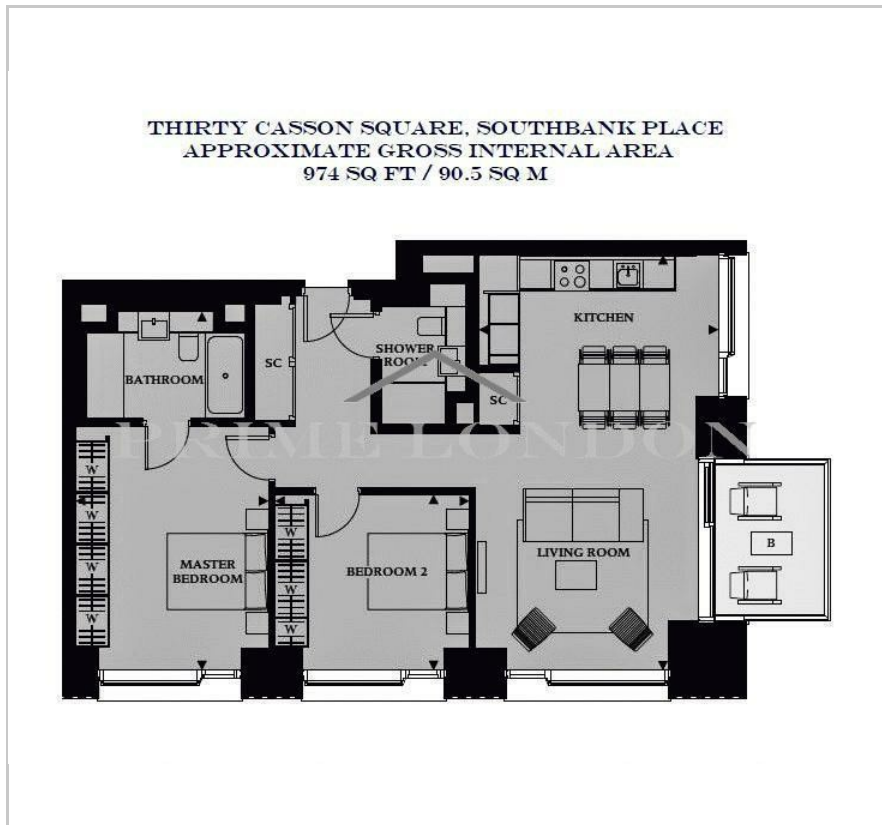 THIRTY CASSON SQUARE, SOUTHBANK PLACE
APPROXIMATE GROSS INTERNAL AREA
974 SQ FT / 90.5 SQ M
KITCHEN
SHOWER
ROOM
SC
BATHROOM
SC
PRIME LONDON
W
W
W
W
MASTER
BEDROOM
W
W
W
BEDROOM 2
LIVING ROOM
B